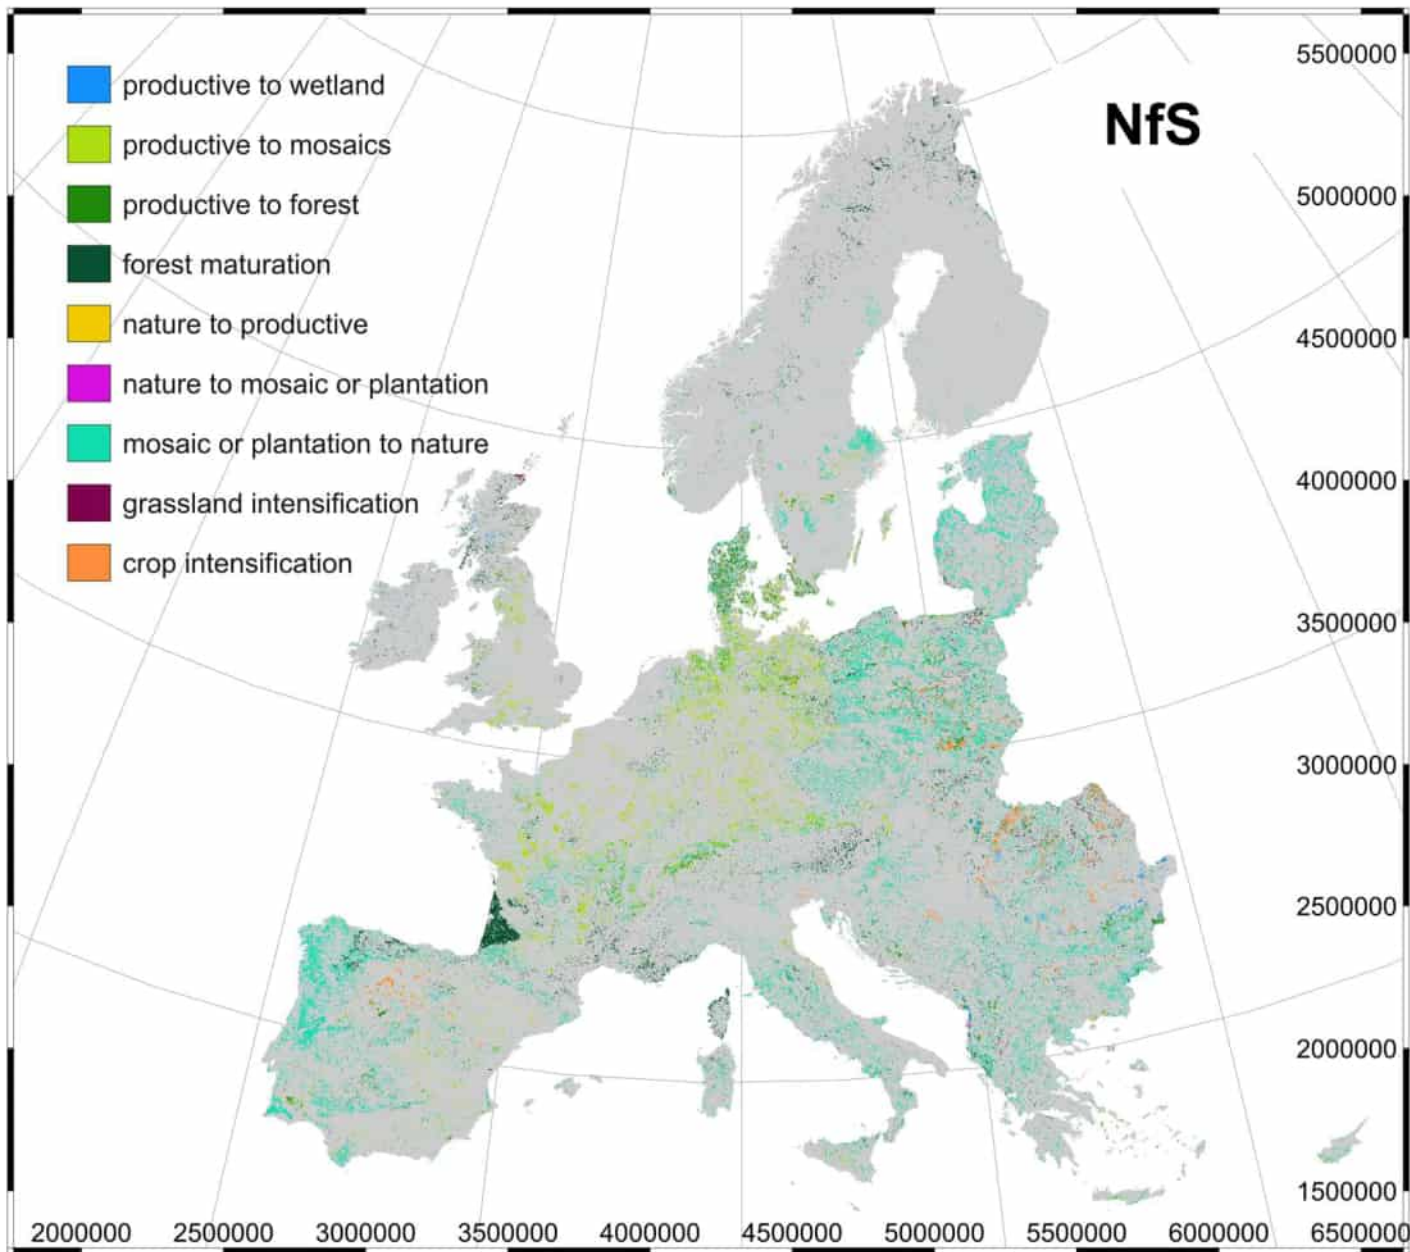 NfS
productive to wetland
productive to mosaics
productive to forest
forest maturation
nature to productive
nature to mosaic or plantation
mosaic or plantation to nature
grassland intensification
crop intensification
5500000
5000000
4500000
4000000
3500000
3000000
2500000
2000000
1500000
2000000 2500000 3000000 3500000 4000000 4500000 5000000 5500000 6000000 6500000